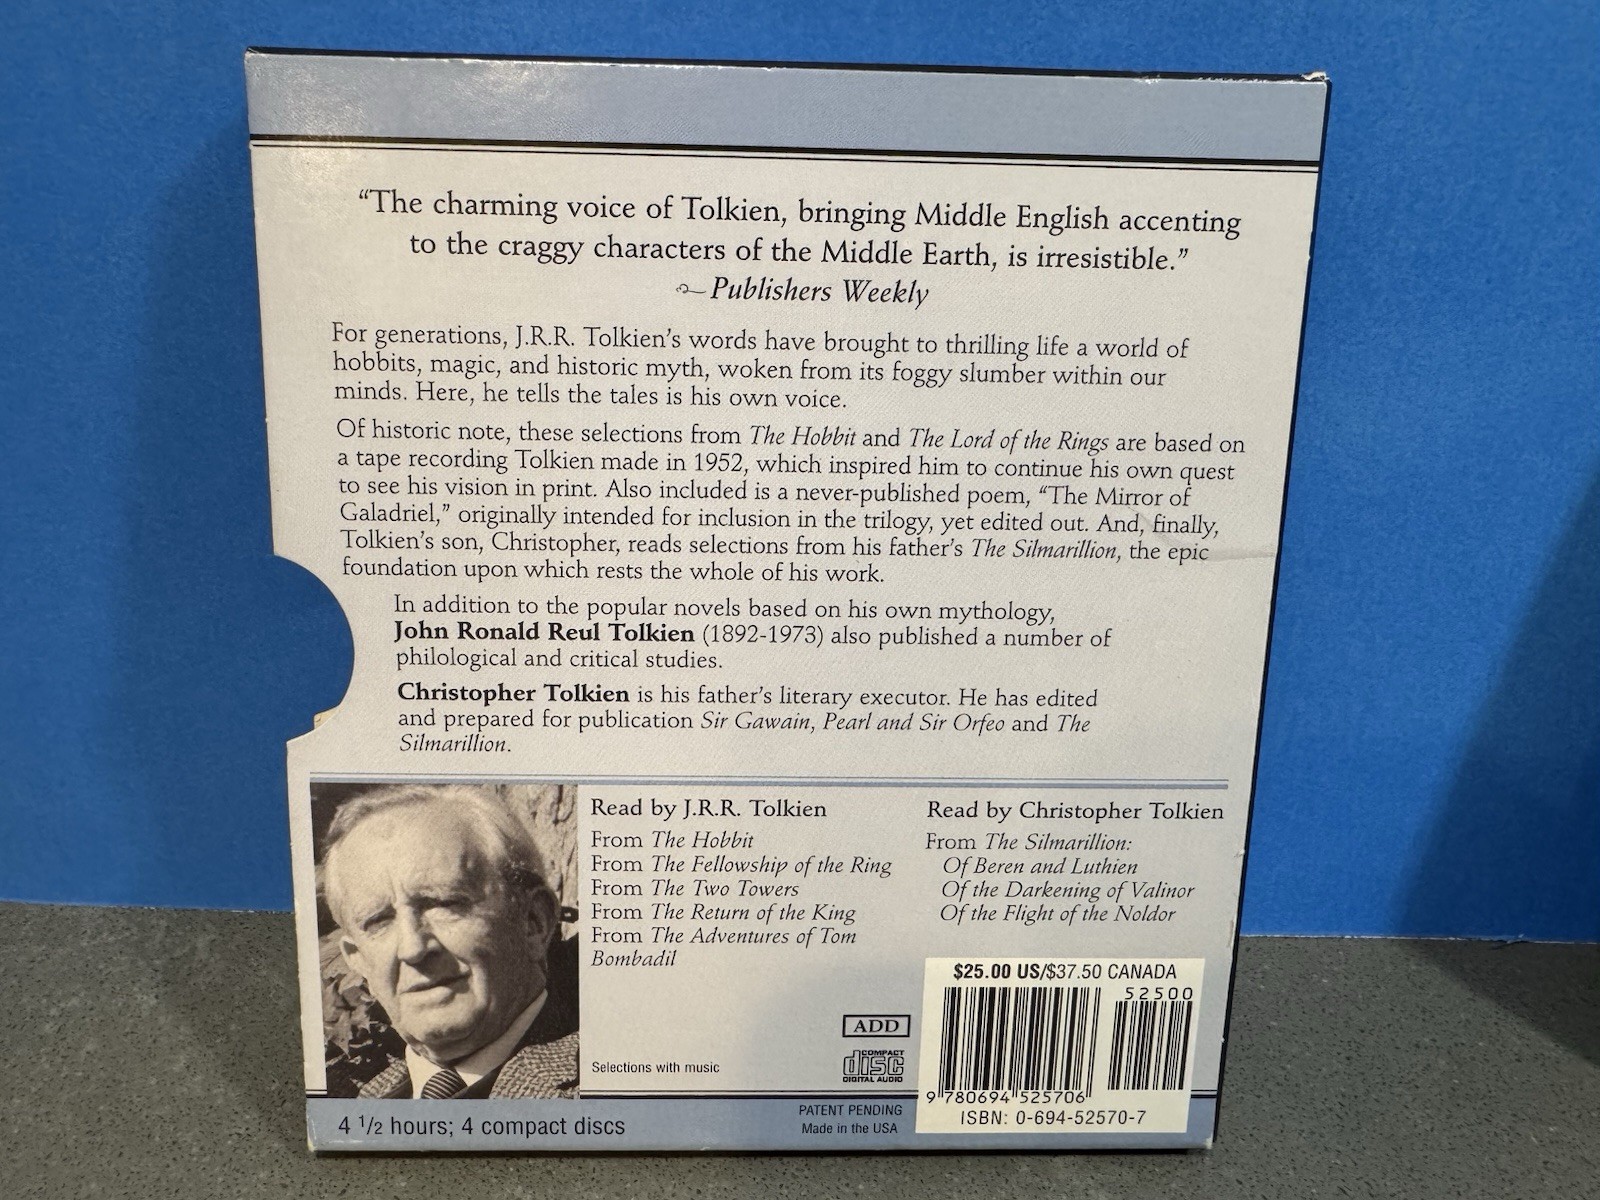 “The charming voice of Tolkien, bringing Middle English accenting
to the craggy characters of the Middle Earth, is irresistible.”
Publishers Weekly
For generations, J.R.R. Tolkien’s words have brought to thrilling life a world of
hobbits, magic, and historic myth, woken from its foggy slumber within our
minds. Here, he tells the tales is his own voice.
Of historic note, these selections from The Hobbit and The Lord of the Rings are based on
a tape recording Tolkien made in 1952, which inspired him to continue his own quest
to see his vision in print. Also included is a never-published poem, “The Mirror of
Galadriel,” originally intended for inclusion in the trilogy, yet edited out. And, finally,
Tolkien’s son, Christopher, reads selections from his father’s The Silmarillion, the epic
foundation upon which rests the whole of his work.
In addition to the popular novels based on his own mythology,
John Ronald Reul Tolkien (1892-1973) also published a number of
philological and critical studies.
Christopher Tolkien is his father’s literary executor. He has edited
and prepared for publication Sir Gawain, Pearl and Sir Orfeo and The
Silmarillion.
Read by J.R.R. Tolkien
From The Hobbit
From The Fellowship of the Ring
From The Two Towers
From The Return of the King
From The Adventures of Tom
Bombadil
Read by Christopher Tolkien
From The Silmarillion:
Of Beren and Luthien
Of the Darkening of Valinor
Of the Flight of the Noldor
Selections with music
ADD
COMPACT
disc
DIGITAL AUDIO
$25.00 US/$37.50 CANADA
52500
9 780694 525706
ISBN: 0-694-52570-7
4 1/2 hours; 4 compact discs
PATENT PENDING
Made in the USA